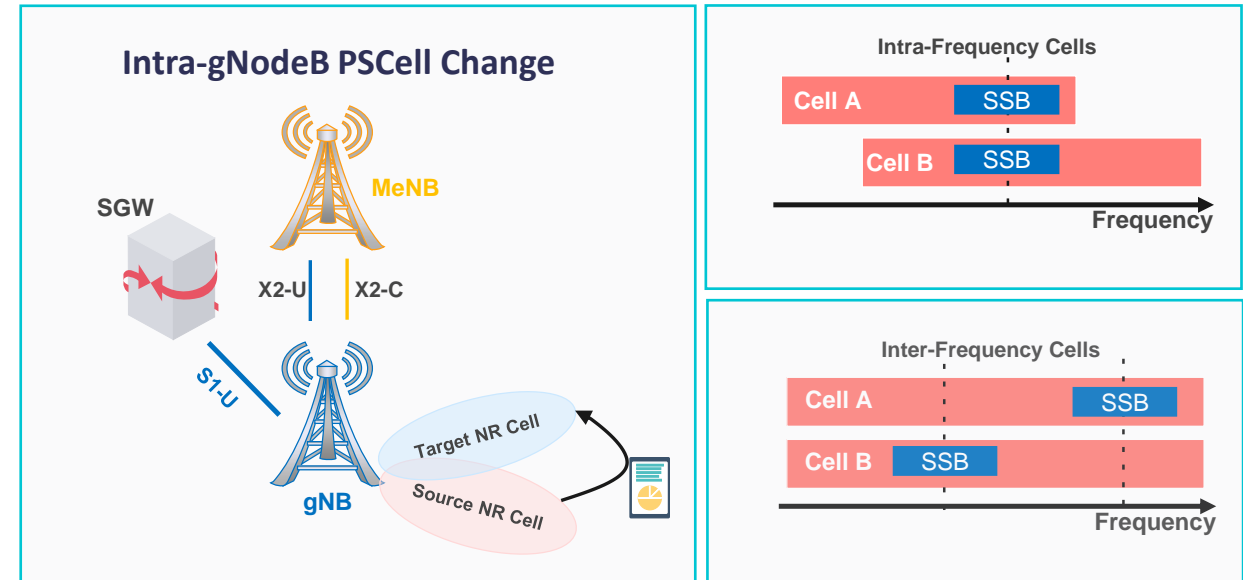 Intra-gNodeB PSCell Change
MeNB
SGW
X2-U
X2-C
S1-U
gNB
Target NR Cell
Source NR Cell
Intra-Frequency Cells
Cell A
SSB
Cell B
SSB
Frequency
Inter-Frequency Cells
Cell A
SSB
Cell B
SSB
Frequency